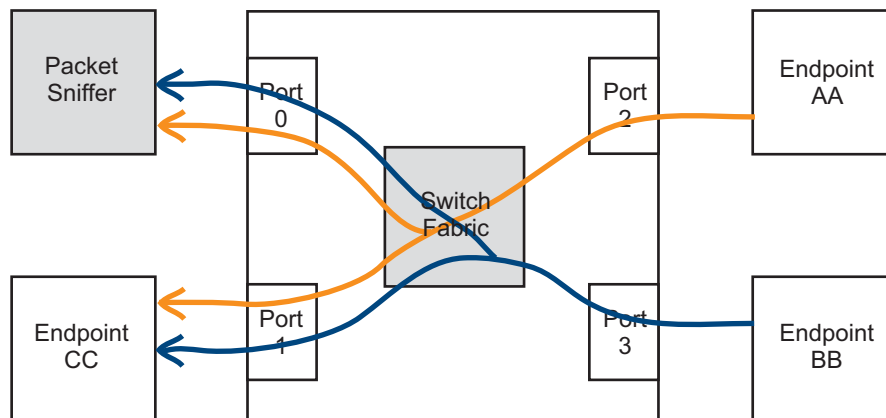 Packet
Sniffer
Port
0
Port
2
Endpoint
AA
Switch
Fabric
Endpoint
CC
Port
1
Port
3
Endpoint
BB